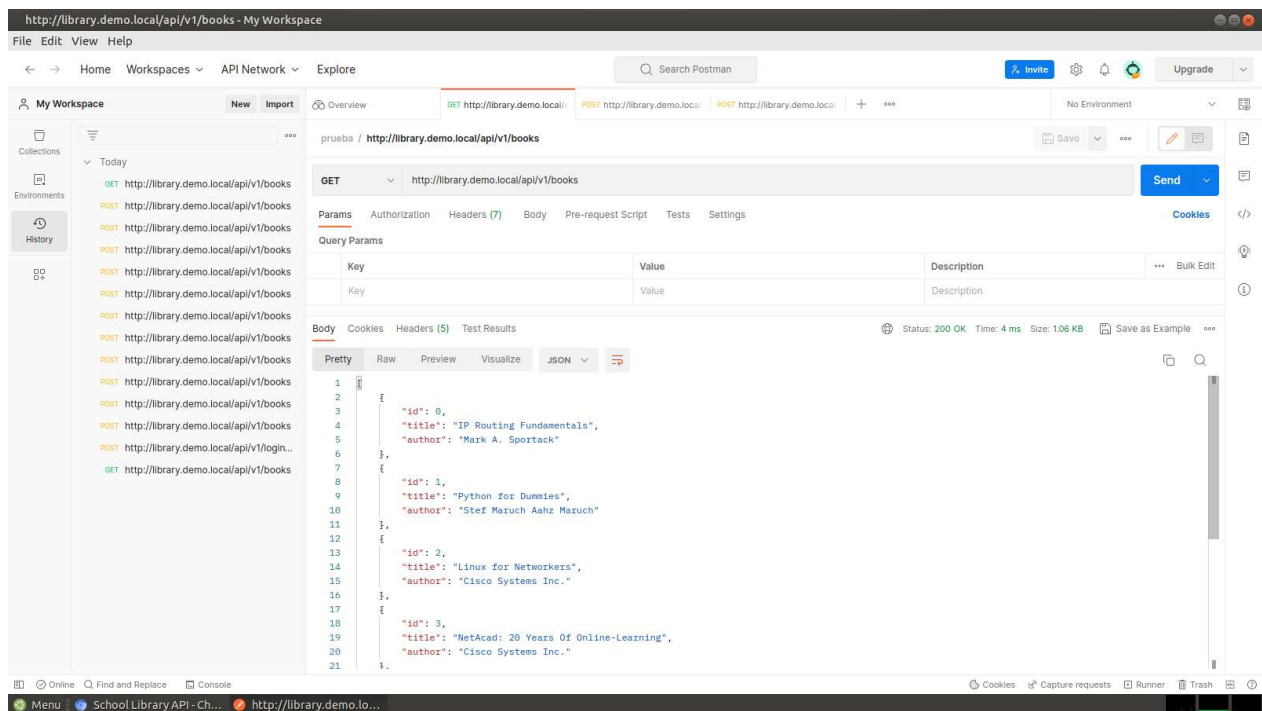 http://library.demo.local/api/v1/books - My Workspace
File Edit View Help
Home Workspaces API Network Explore Search Postman Invite Upgrade
My Workspace New Import Overview GET http://library.demo.local/ POST http://library.demo.local POST http://library.demo.local No Environment
Collections
Environments
History
Today
GET http://library.demo.local/api/v1/books
POST http://library.demo.local/api/v1/books
POST http://library.demo.local/api/v1/books
POST http://library.demo.local/api/v1/books
POST http://library.demo.local/api/v1/books
POST http://library.demo.local/api/v1/books
POST http://library.demo.local/api/v1/books
POST http://library.demo.local/api/v1/books
POST http://library.demo.local/api/v1/books
POST http://library.demo.local/api/v1/books
POST http://library.demo.local/api/v1/books
POST http://library.demo.local/api/v1/books
POST http://library.demo.local/api/v1/login...
GET http://library.demo.local/api/v1/books
prueba / http://library.demo.local/api/v1/books Save
GET http://library.demo.local/api/v1/books Send
Params Authorization Headers (7) Body Pre-request Script Tests Settings Cookies
Query Params
Key Value Description Bulk Edit
Key Value Description
Body Cookies Headers (5) Test Results Status: 200 OK Time: 4 ms Size: 1.06 KB Save as Example
Pretty Raw Preview Visualize JSON
1 [
2 {
3 "id": 0,
4 "title": "IP Routing Fundamentals",
5 "author": "Mark A. Sportack"
6 },
7 {
8 "id": 1,
9 "title": "Python for Dummies",
10 "author": "Stef Maruch Aahz Maruch"
11 },
12 {
13 "id": 2,
14 "title": "Linux for Networkers",
15 "author": "Cisco Systems Inc."
16 },
17 {
18 "id": 3,
19 "title": "NetAcad: 20 Years Of Online-Learning",
20 "author": "Cisco Systems Inc."
21 },
Online Find and Replace Console Cookies Capture requests Runner Trash
Menu School Library API - Ch... http://library.demo.lo...